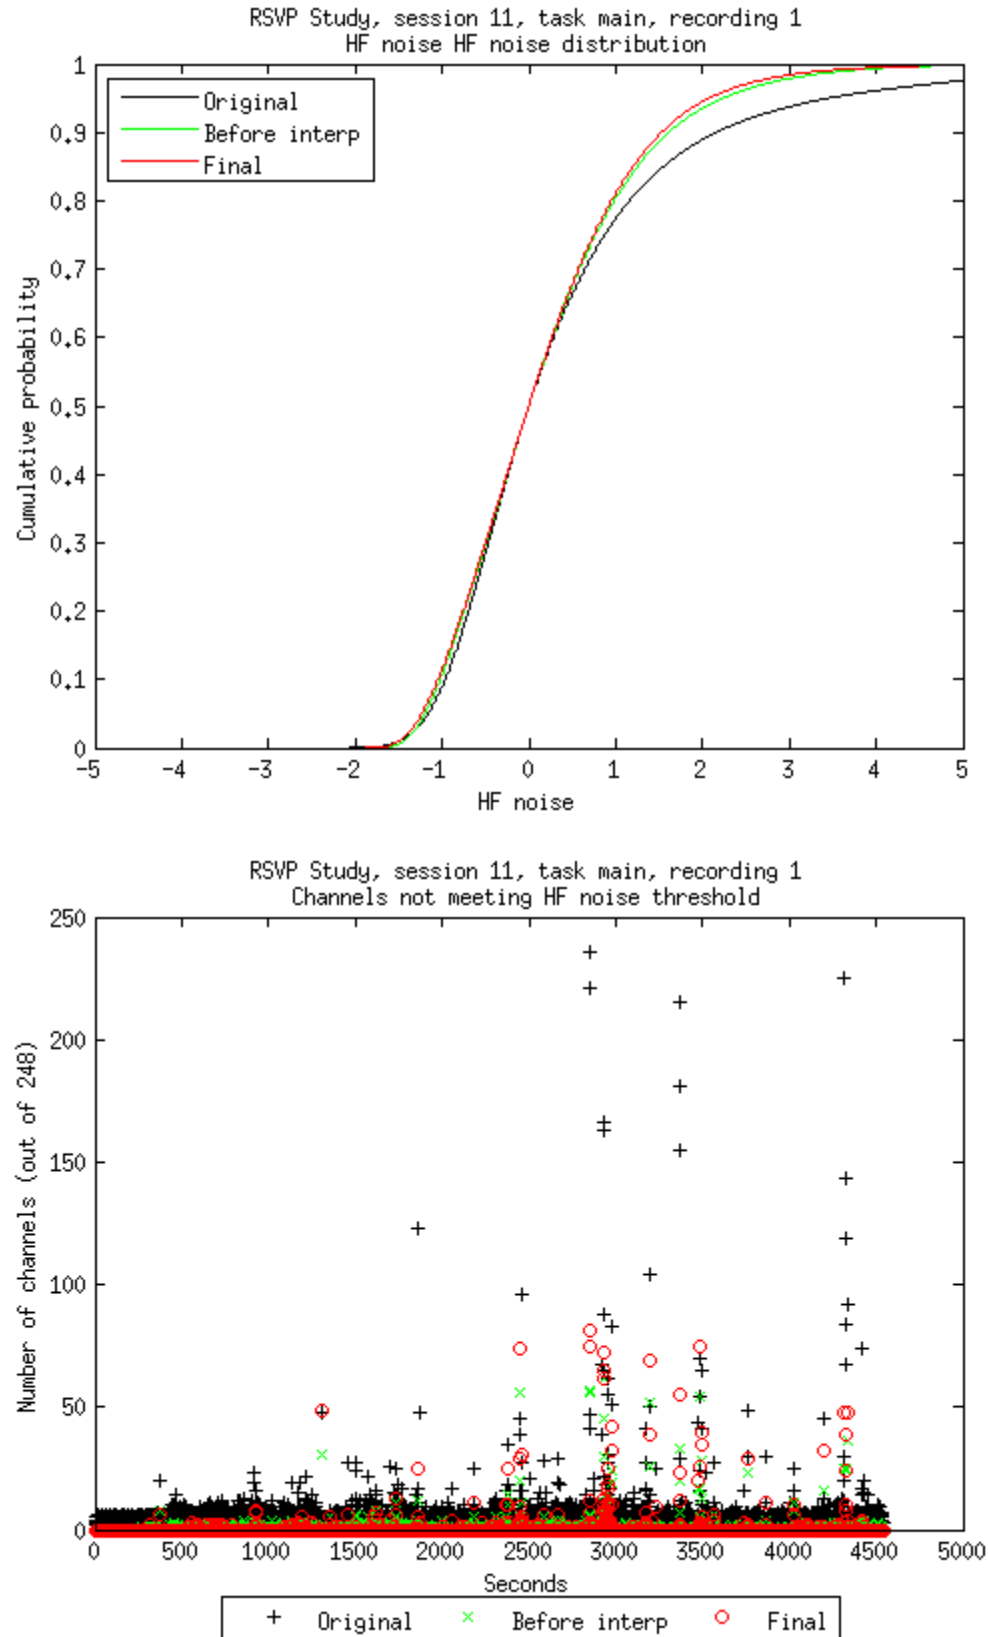 RSVP Study, session 11, task main, recording 1
HF noise HF noise distribution
1
0.9
0.8
0.7
0.6
0.5
0.4
0.3
0.2
0.1
0
Cumulative probability
Original
Before interp
Final
-5 -4 -3 -2 -1 0 1 2 3 4 5
HF noise
RSVP Study, session 11, task main, recording 1
Channels not meeting HF noise threshold
250
200
150
100
50
0
Number of channels (out of 248)
0 500 1000 1500 2000 2500 3000 3500 4000 4500 5000
Seconds
Original Before interp Final